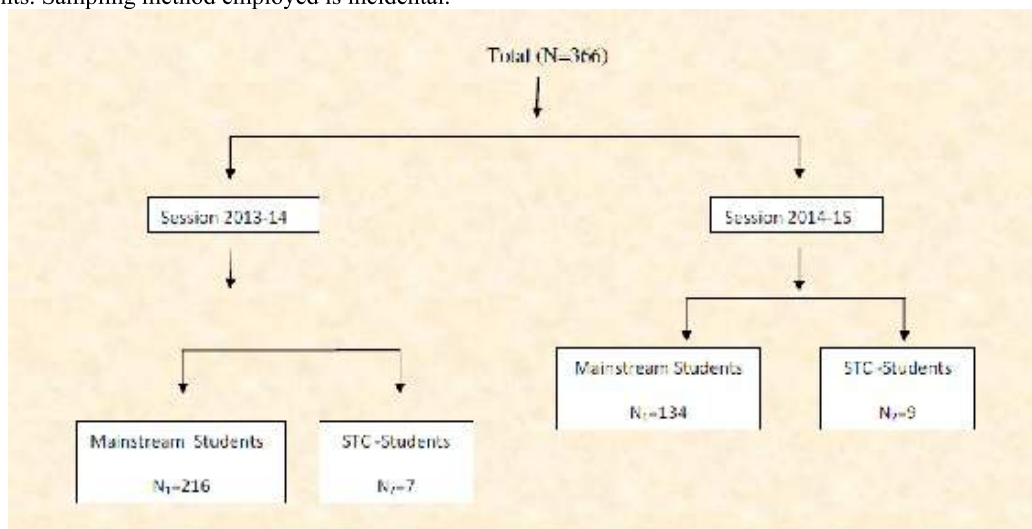 nts. Sampling method employed is incidental.
Total (N=366)
Session 2013-14
Session 2014-15
Mainstream Students
N₁=134
STC-Students
N₂=9
Mainstream Students
N₁=216
STC-Students
N₂=7